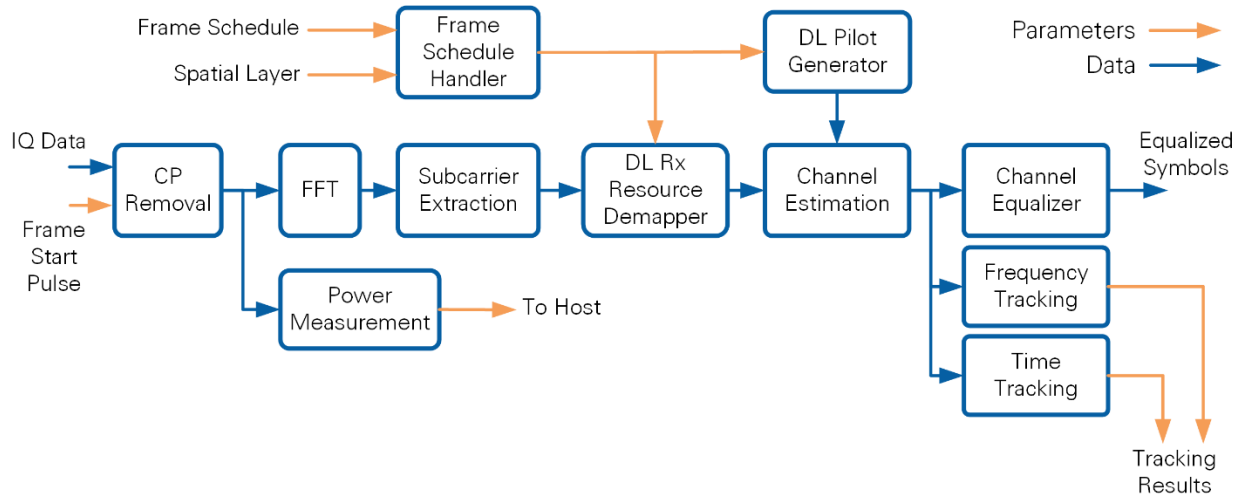 Frame Schedule
Spatial Layer
Frame
Schedule
Handler
DL Pilot
Generator
Parameters
Data
IQ Data
Frame
Start
Pulse
CP
Removal
FFT
Subcarrier
Extraction
DL Rx
Resource
Demapper
Channel
Estimation
Channel
Equalizer
Equalized
Symbols
Power
Measurement
To Host
Frequency
Tracking
Time
Tracking
Tracking
Results